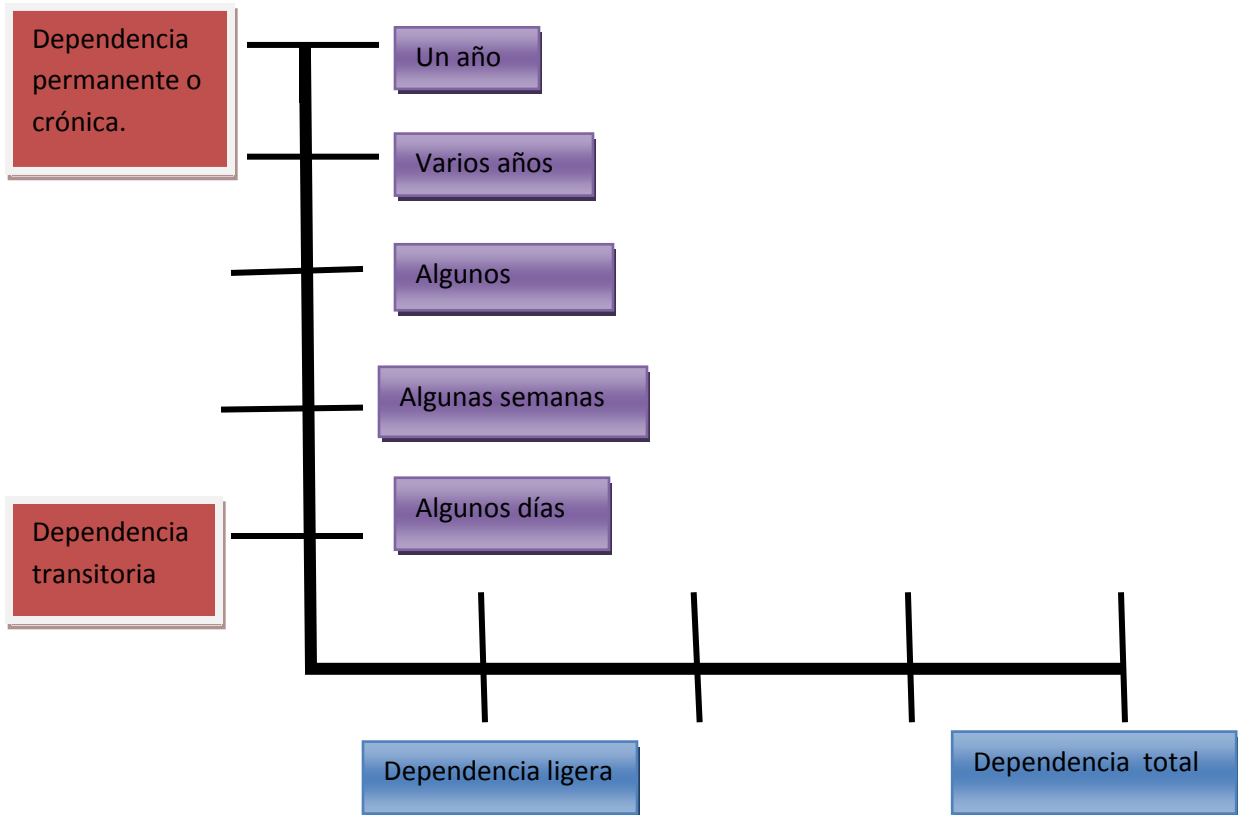 Dependencia
permanente o
crónica.
Un año
Varios años
Algunos
Algunas semanas
Algunos días
Dependencia
transitoria
Dependencia ligera
Dependencia total